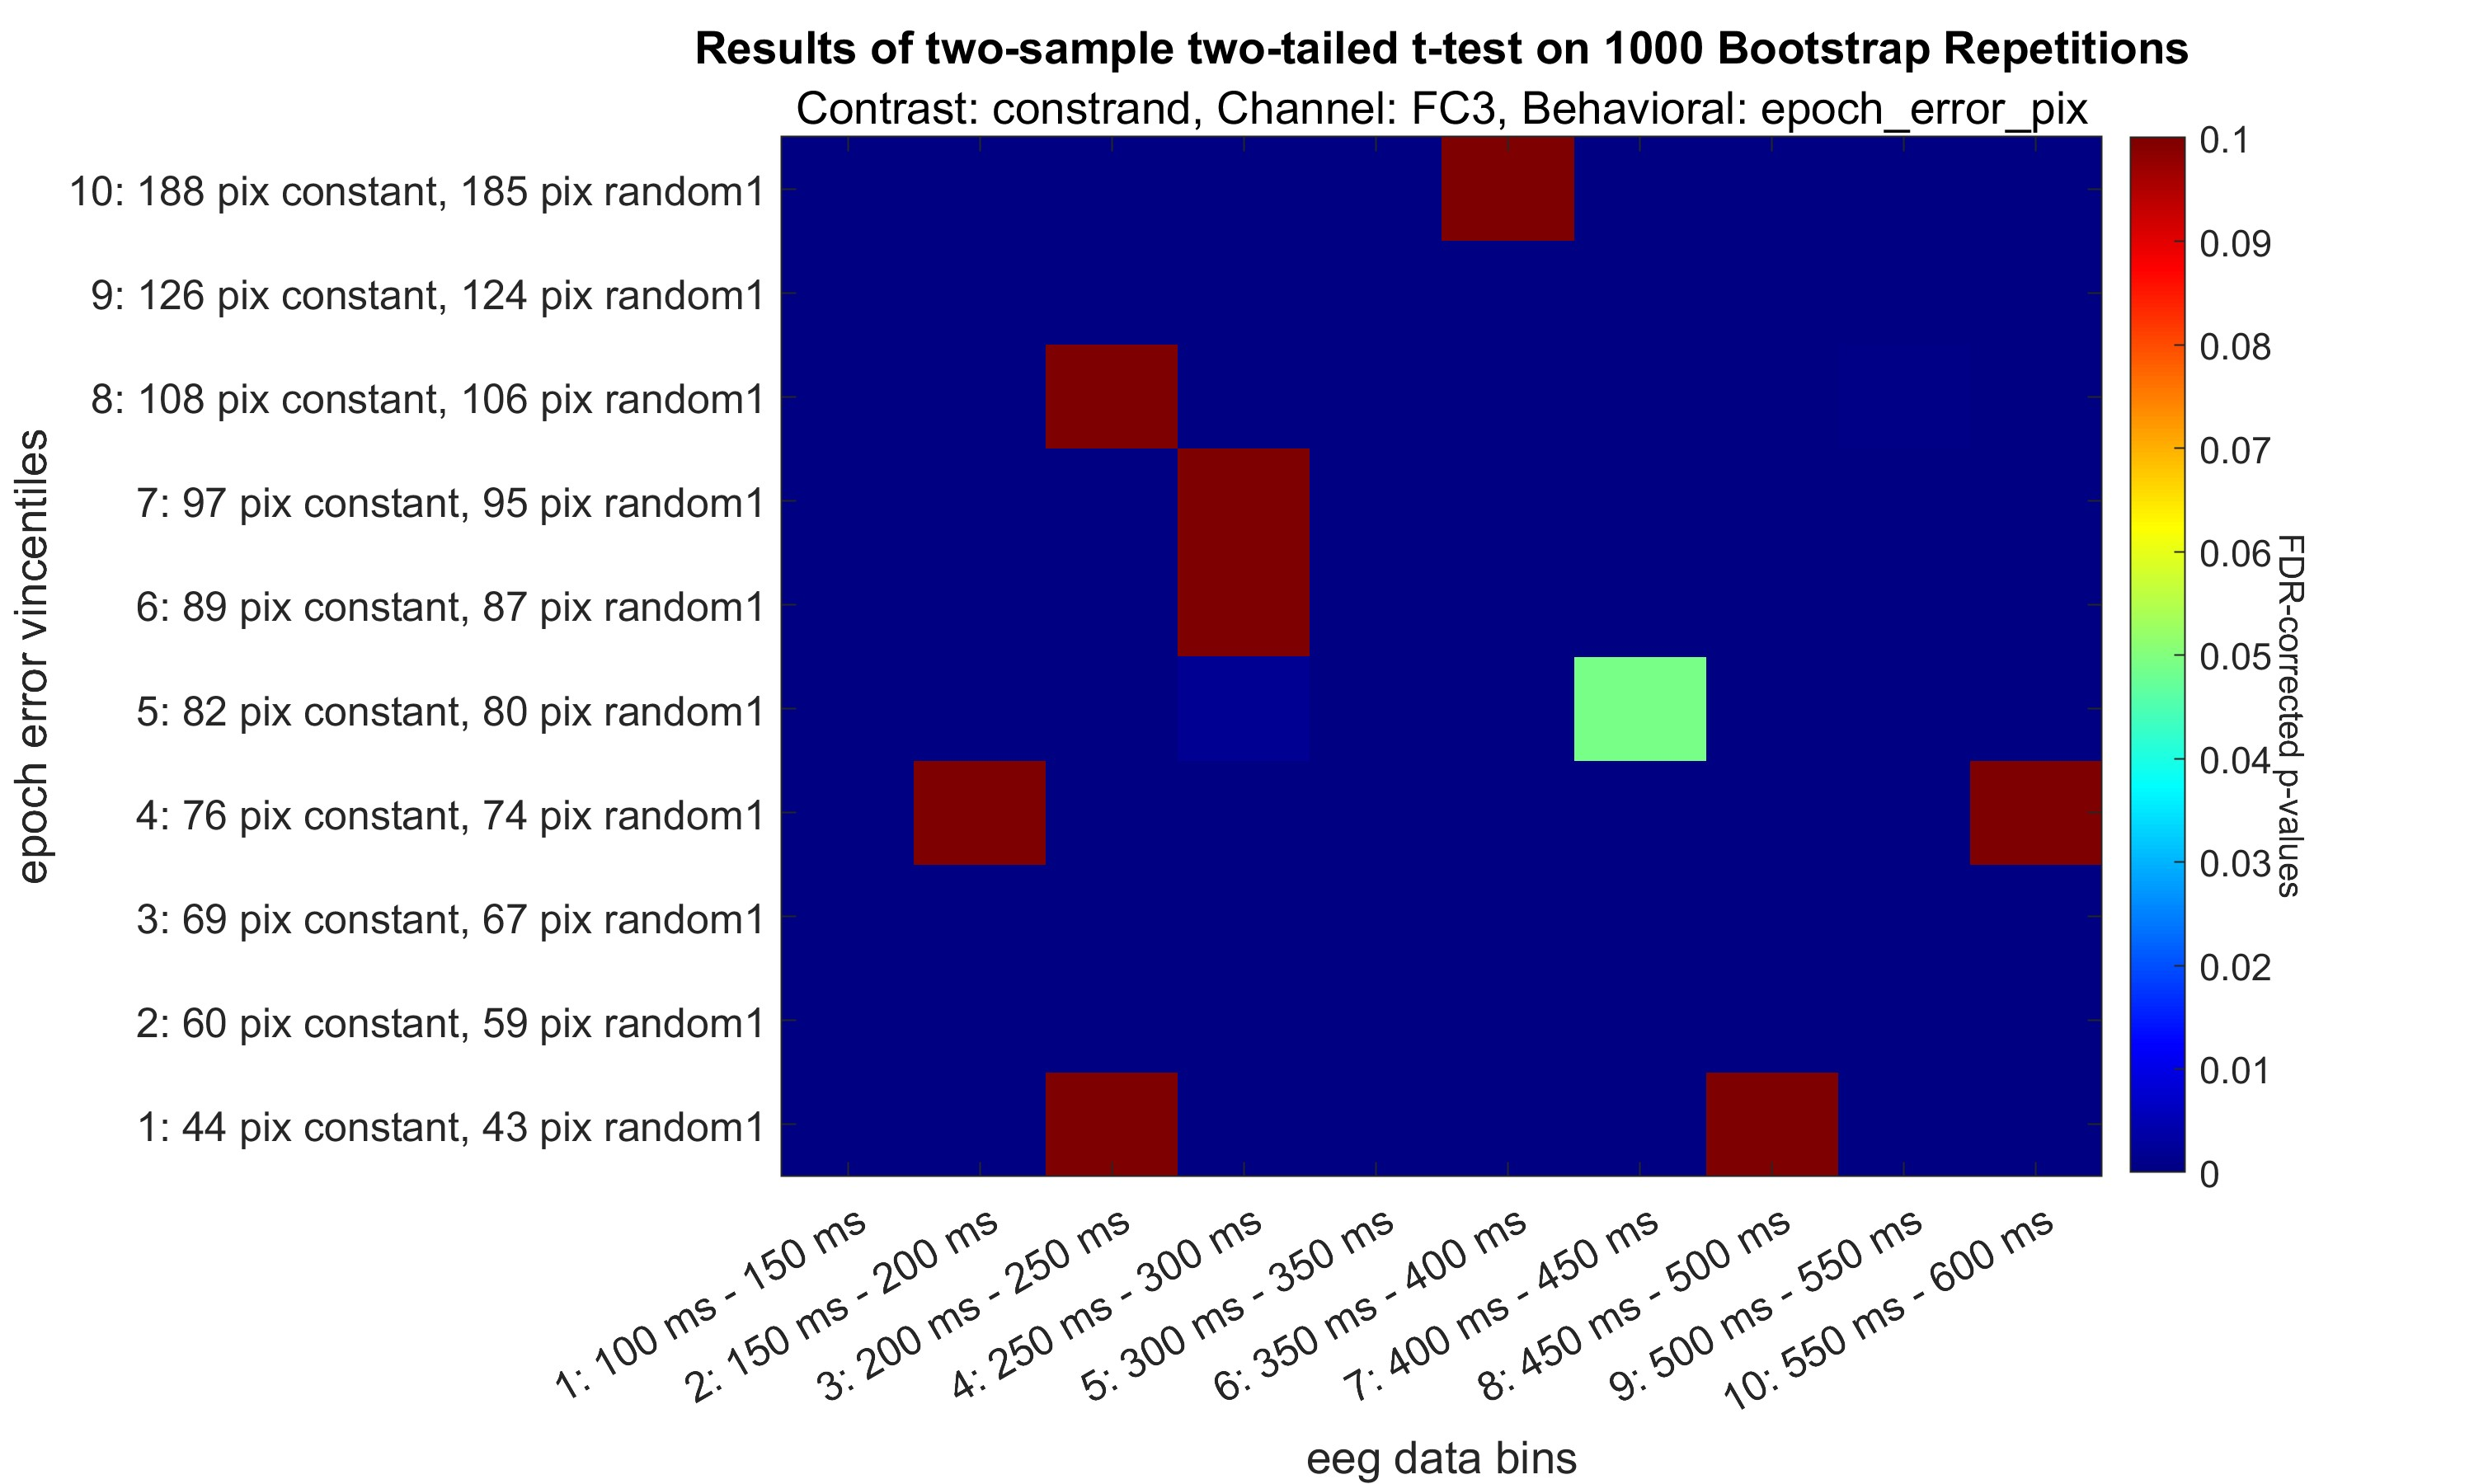 Results of two-sample two-tailed t-test on 1000 Bootstrap Repetitions
Contrast: constrand, Channel: FC3, Behavioral: epoch_error_pix
epoch error vincentiles
10: 188 pix constant, 185 pix random1
9: 126 pix constant, 124 pix random1
8: 108 pix constant, 106 pix random1
7: 97 pix constant, 95 pix random1
6: 89 pix constant, 87 pix random1
5: 82 pix constant, 80 pix random1
4: 76 pix constant, 74 pix random1
3: 69 pix constant, 67 pix random1
2: 60 pix constant, 59 pix random1
1: 44 pix constant, 43 pix random1
1: 100 ms - 150 ms
2: 150 ms - 200 ms
3: 200 ms - 250 ms
4: 250 ms - 300 ms
5: 300 ms - 350 ms
6: 350 ms - 400 ms
7: 400 ms - 450 ms
8: 450 ms - 500 ms
9: 500 ms - 550 ms
10: 550 ms - 600 ms
eeg data bins
0.1
0.09
0.08
0.07
0.06
0.05
0.04
0.03
0.02
0.01
0
FDR-corrected p-values